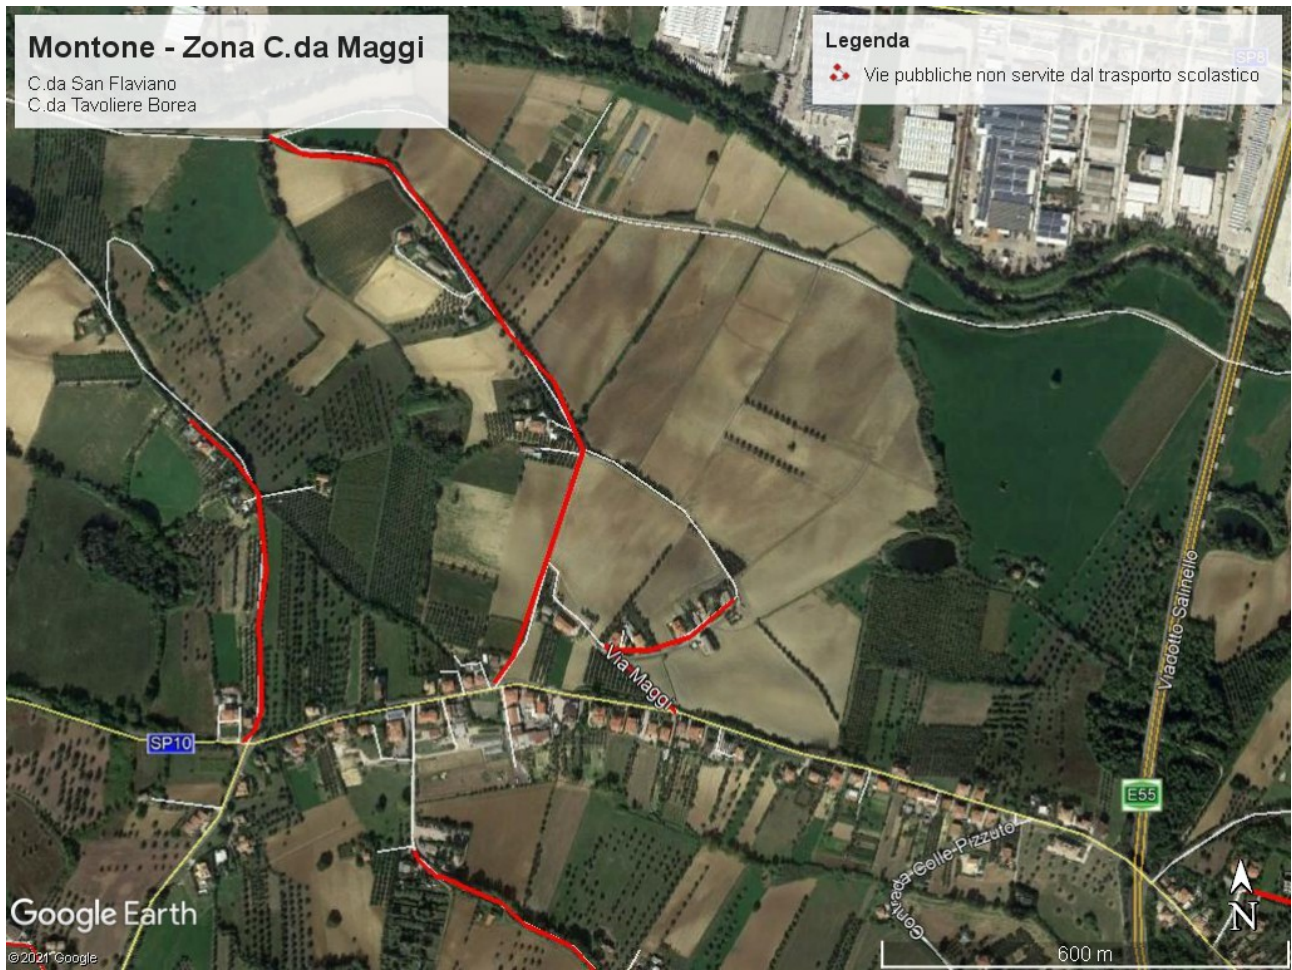 Montone - Zona C.da Maggi
C.da San Flaviano
C.da Tavoliere Borea
Legenda
Vie pubbliche non servite dal trasporto scolastico
SP8
Viadotto Salinello
Via Maggi
SP10
E55
Contrada Colle Pizzuto
N
600 m
Google Earth
©2021 Google